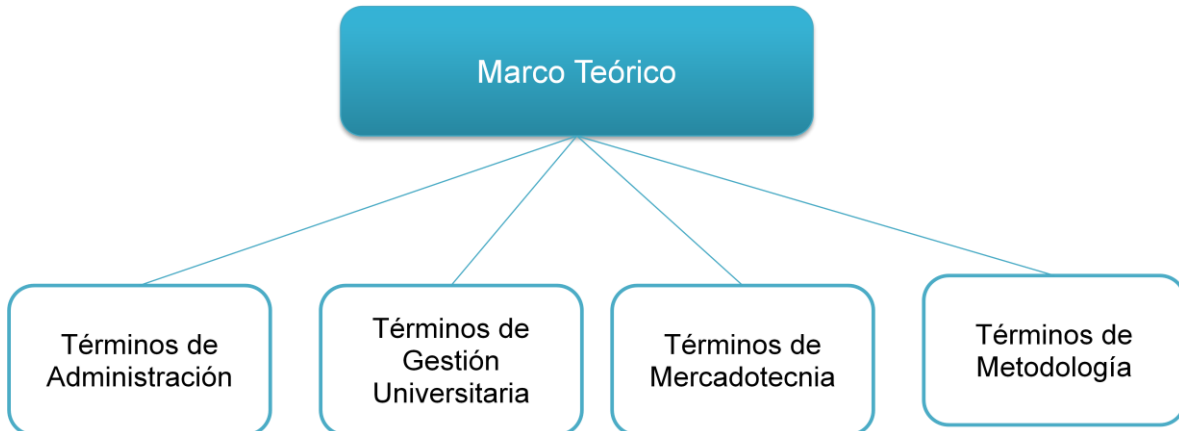 Marco Teórico
Términos de
Administración
Términos de
Gestión
Universitaria
Términos de
Mercadotecnia
Términos de
Metodología